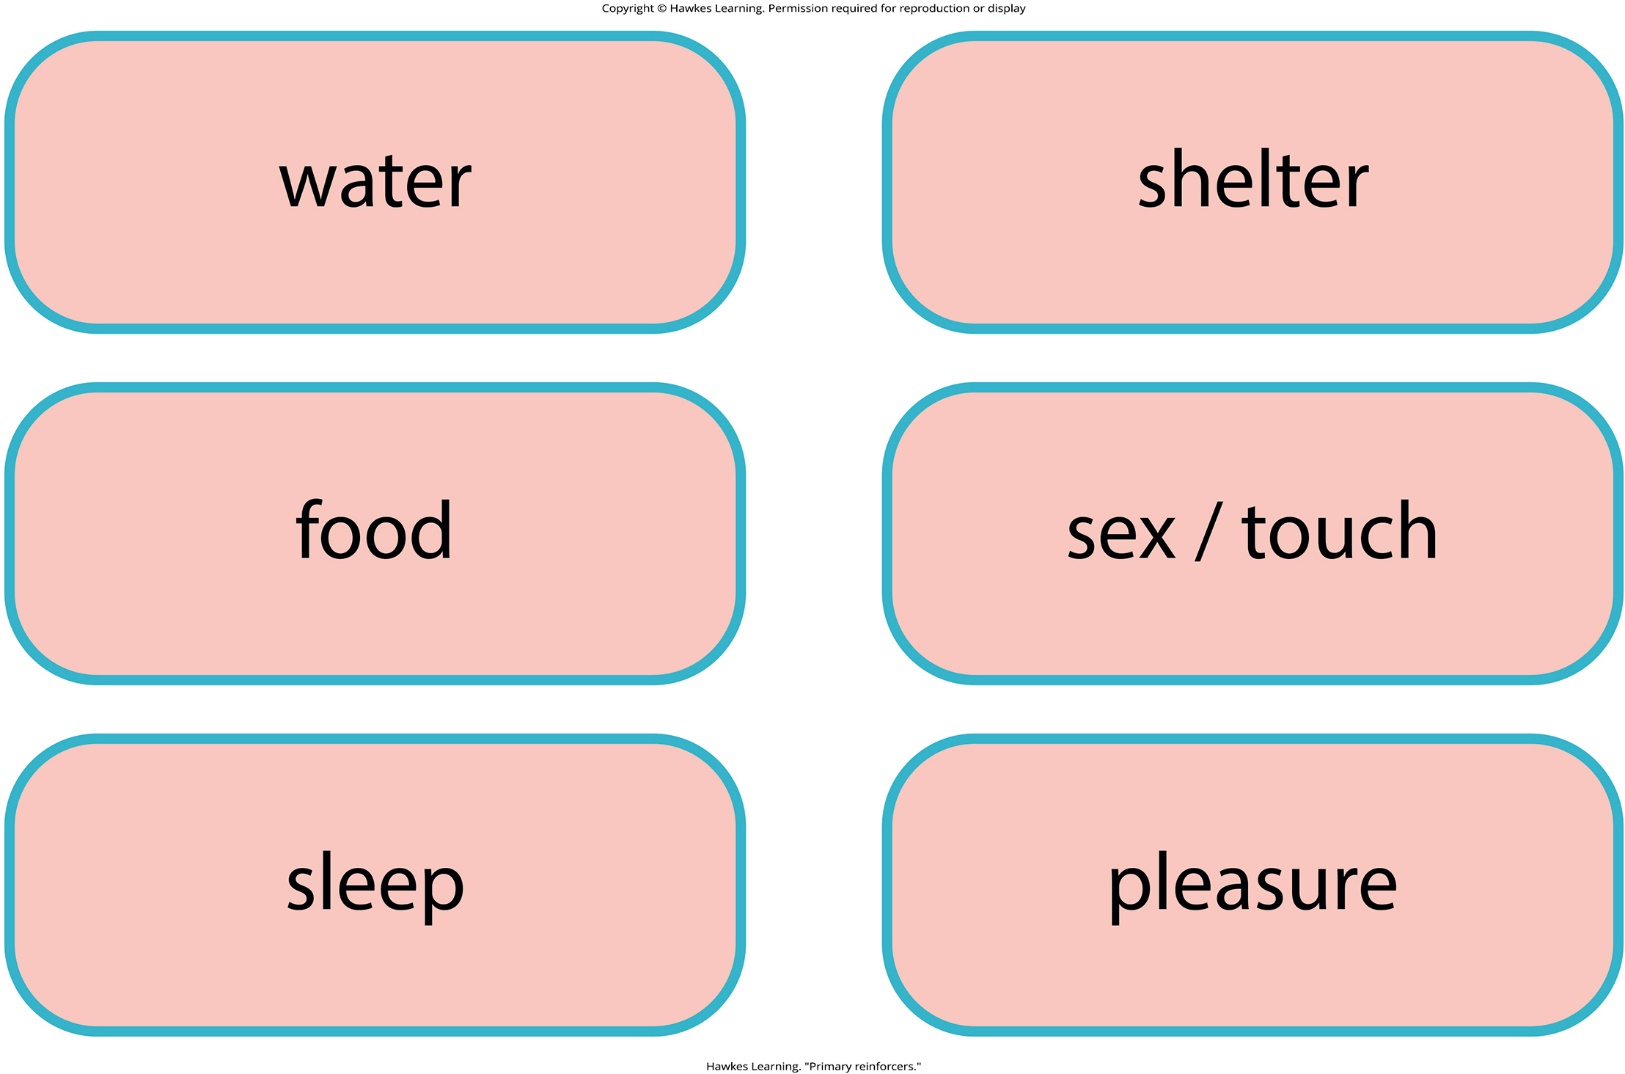 Copyright © Hawkes Learning. Permission required for reproduction or display
water
shelter
food
sex / touch
sleep
pleasure
Hawkes Learning. "Primary reinforcers."